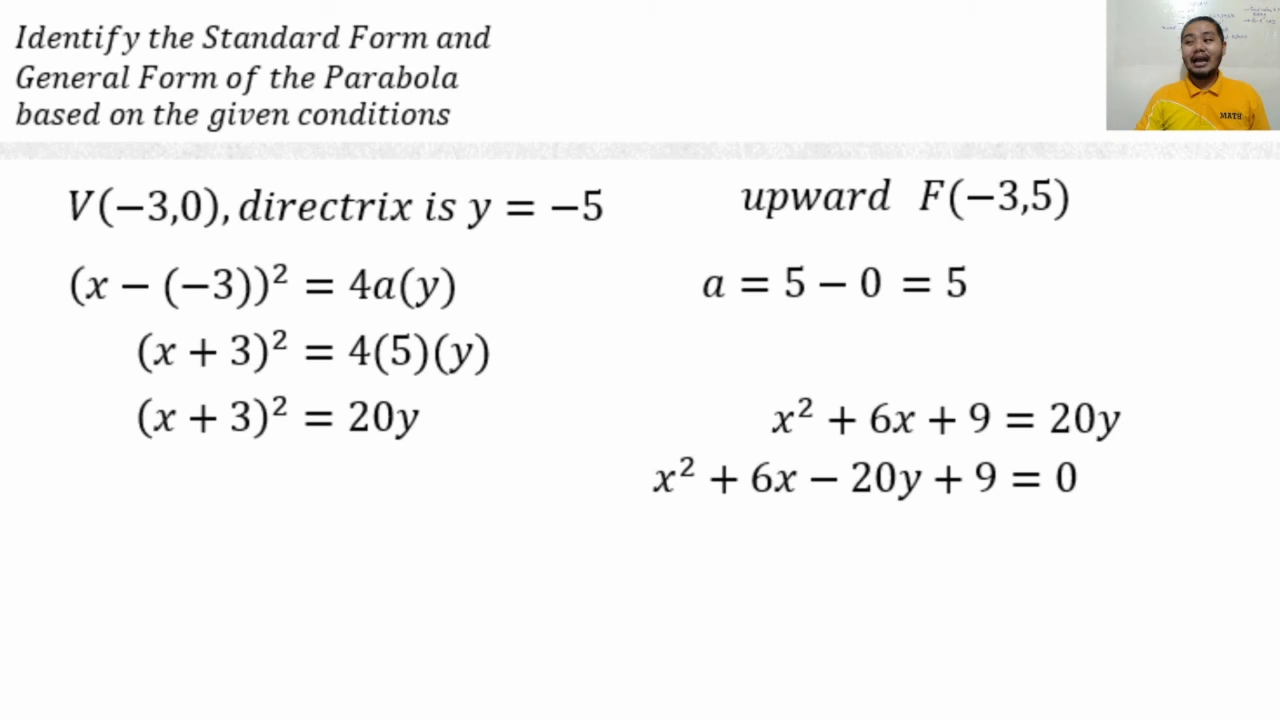 Identify the Standard Form and
General Form of the Parabola
based on the given conditions
MATH
V(−3,0), directrix is y = −5
upward F(−3,5)
(x − (−3))² = 4a(y)
a = 5 − 0 = 5
(x + 3)² = 4(5)(y)
(x + 3)² = 20y
x² + 6x + 9 = 20y
x² + 6x − 20y + 9 = 0